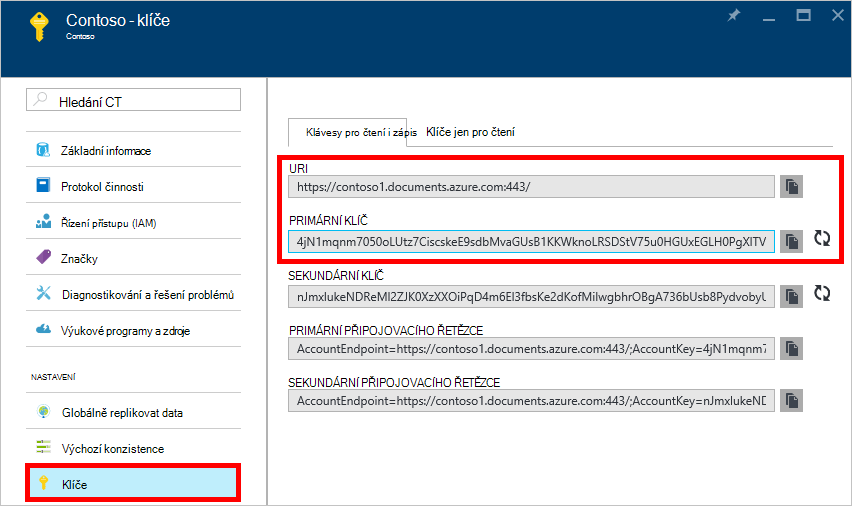 Contoso - klíče
Contoso
Hledání CT
Základní informace
Protokol činnosti
Řízení přístupu (IAM)
Značky
Diagnostikování a řešení problémů
Výukové programy a zdroje
NASTAVENÍ
Globálně replikovat data
Výchozí konzistence
Klíče
Klávesy pro čtení i zápis
Klíče jen pro čtení
URI
https://contoso1.documents.azure.com:443/
PRIMÁRNÍ KLÍČ
4jN1mqnm7050oLUtz7CiscskeE9sdbMvaGUsB1KKWknoLRSDStV75u0HGUxEGLH0PgXlTV
SEKUNDÁRNÍ KLÍČ
nJmxlukeNDReMI2ZJK0XzXXOiPqD4m6El3fbsKe2dKofMilwgbhrOBgA736bUsb8PydvobyU
PRIMÁRNÍ PŘIPOJOVACÍHO ŘETĚZCE
AccountEndpoint=https://contoso1.documents.azure.com:443/;AccountKey=4jN1mqnm7
SEKUNDÁRNÍ PŘIPOJOVACÍHO ŘETĚZCE
AccountEndpoint=https://contoso1.documents.azure.com:443/;AccountKey=nJmxlukeND